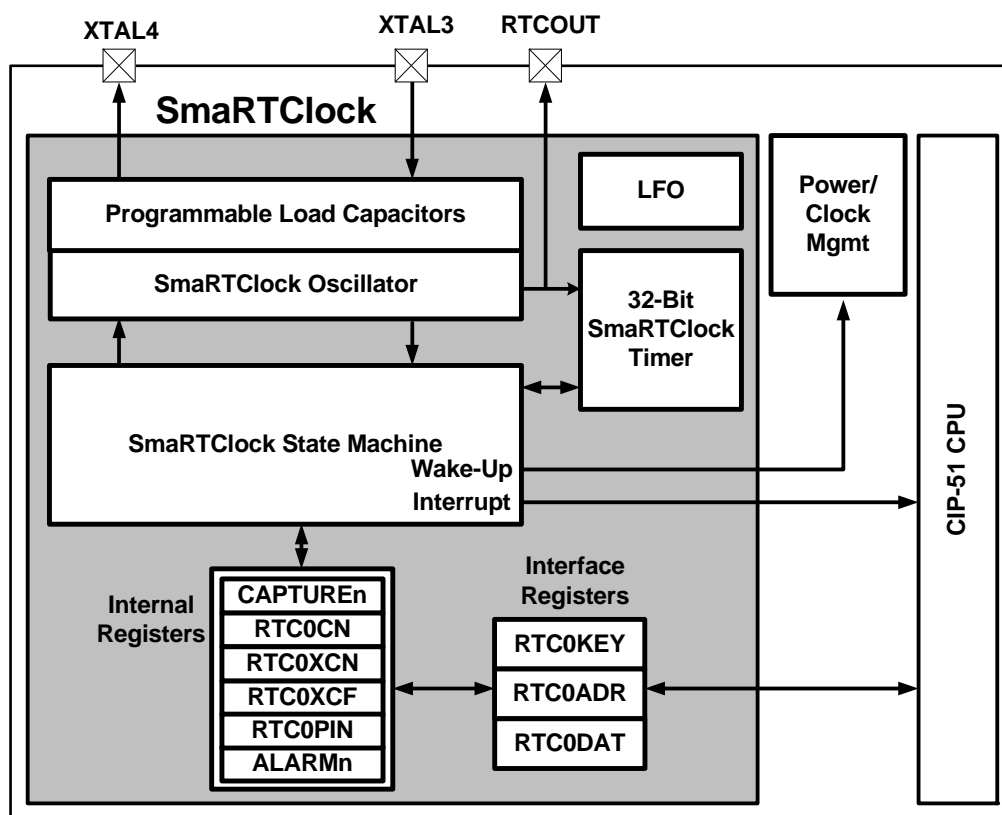 XTAL4
XTAL3
RTCOUT
SmaRTClock
Programmable Load Capacitors
SmaRTClock Oscillator
LFO
Power/
Clock
Mgmt
32-Bit
SmaRTClock
Timer
SmaRTClock State Machine
Wake-Up
Interrupt
CIP-51 CPU
Internal
Registers
CAPTUREn
RTC0CN
RTC0XCN
RTC0XCF
RTC0PIN
ALARMn
Interface
Registers
RTC0KEY
RTC0ADR
RTC0DAT